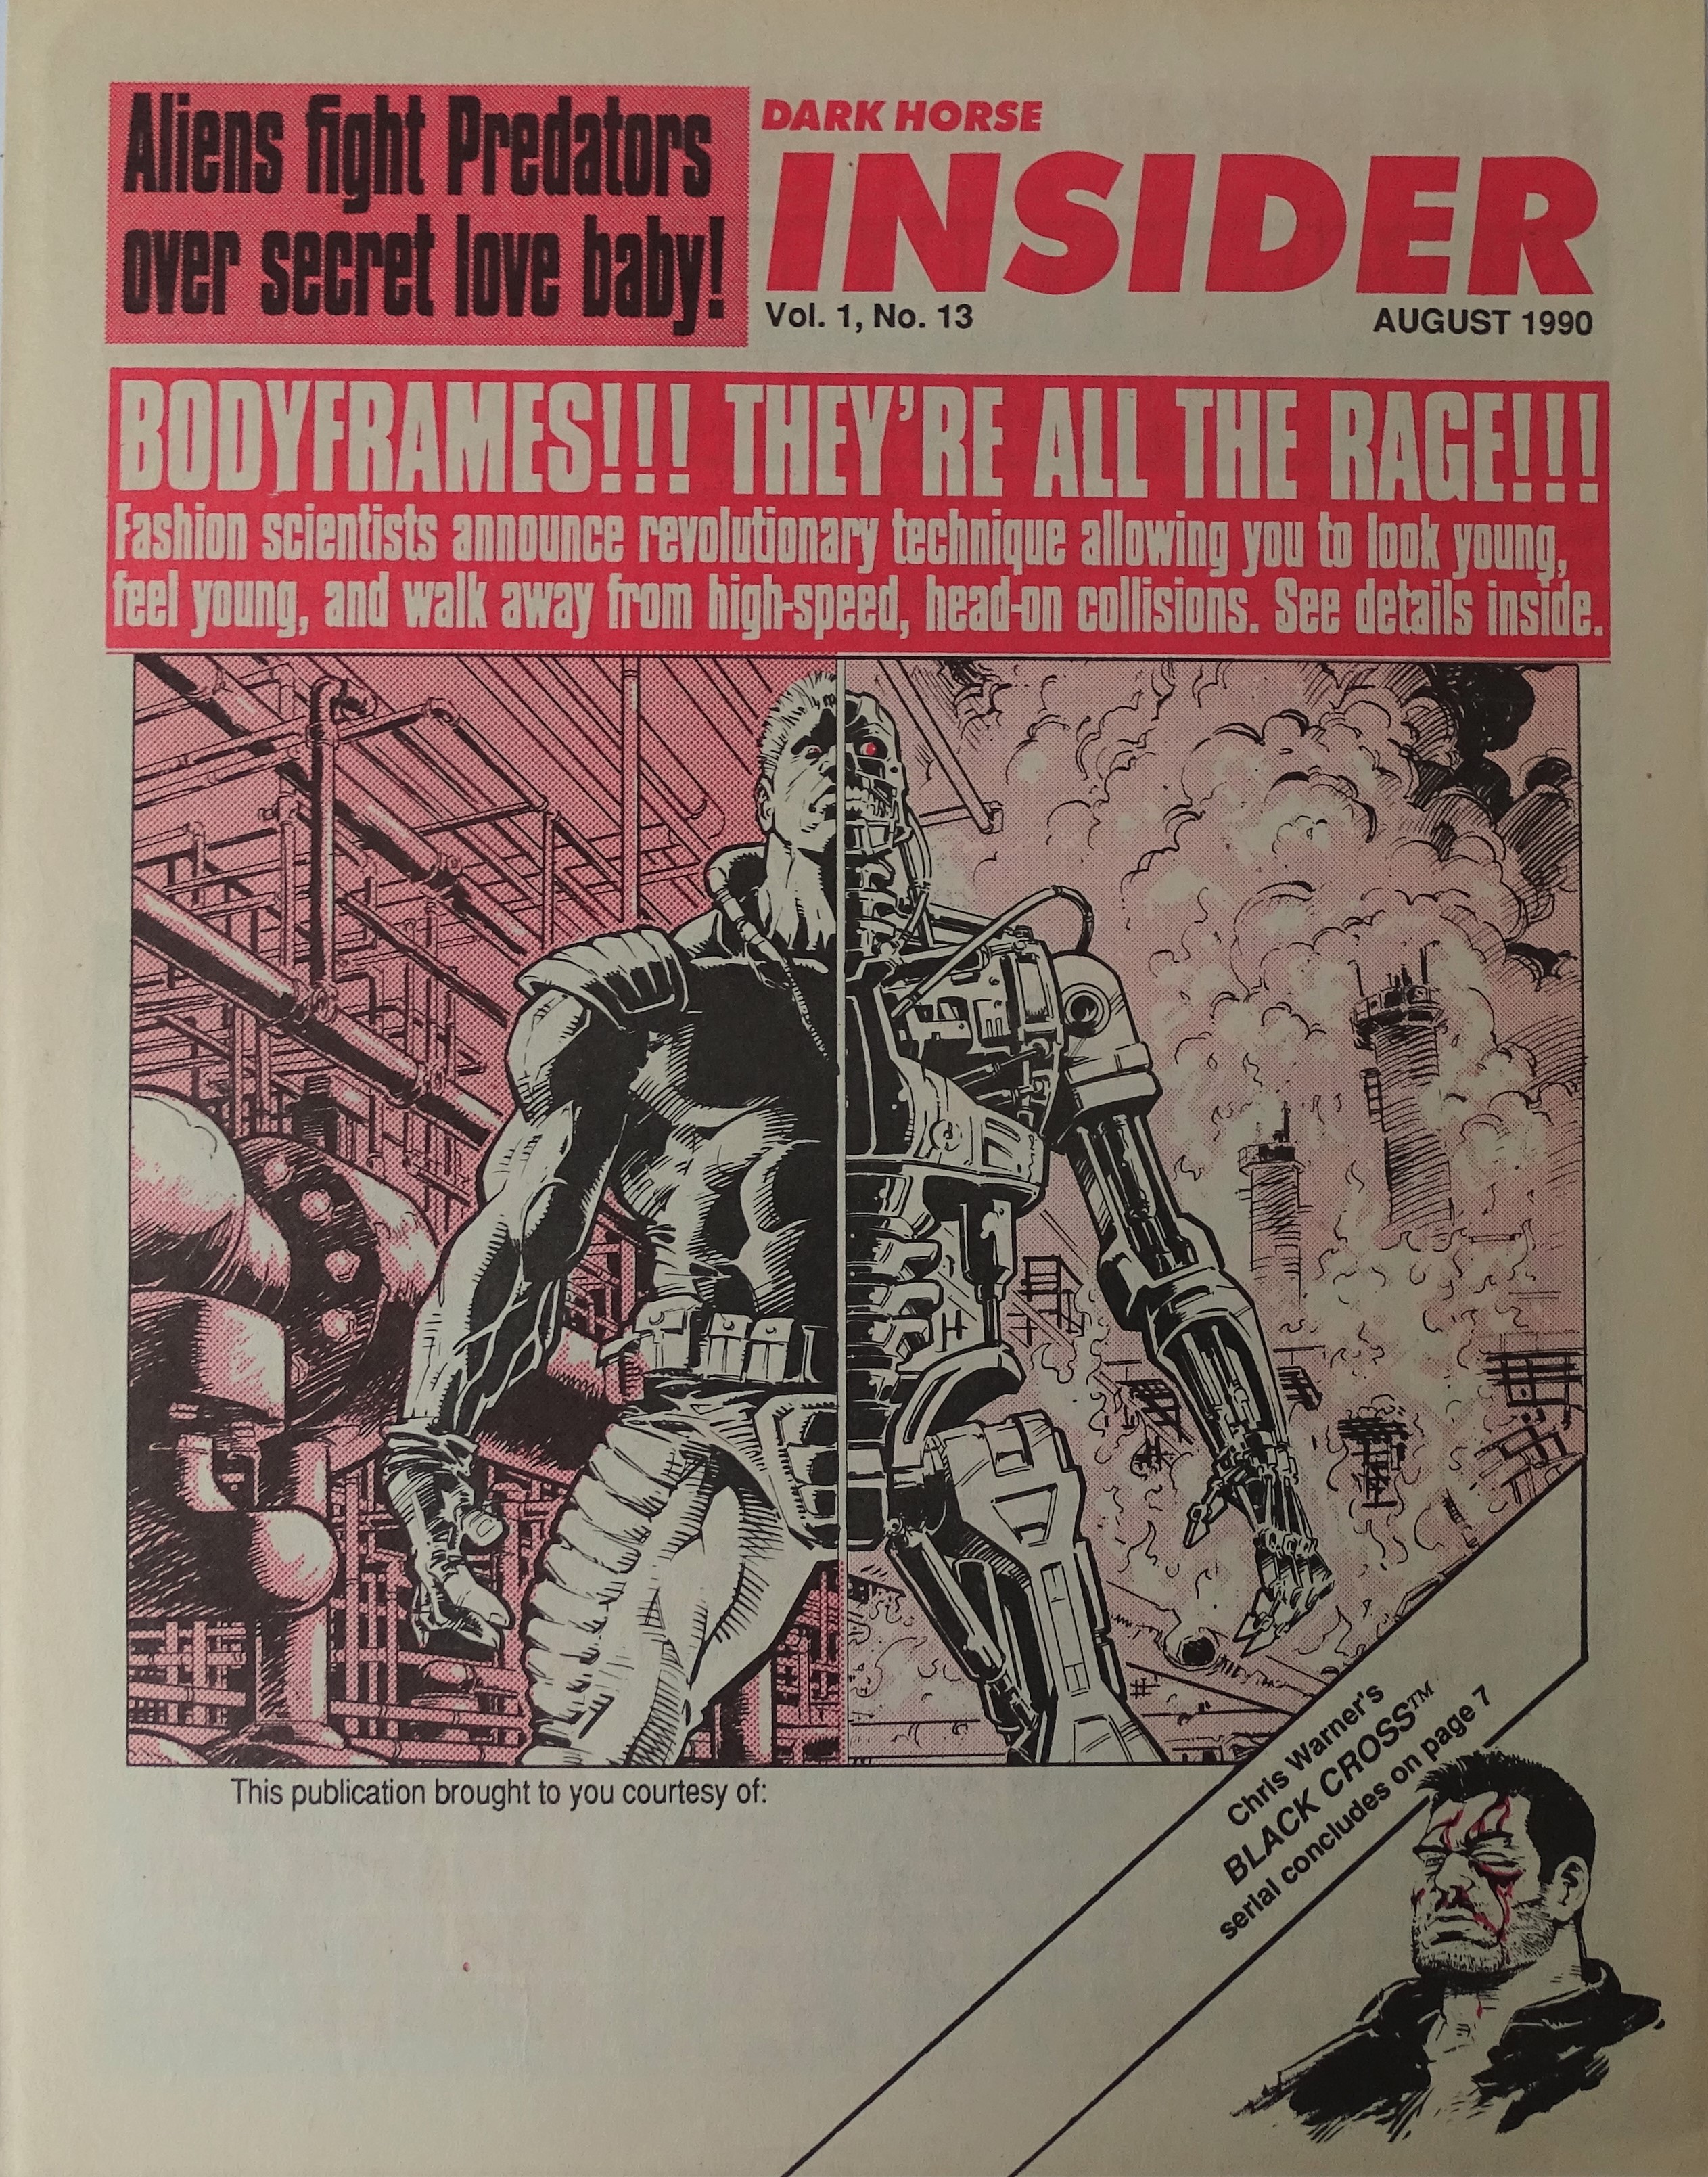 Aliens fight Predators
over secret love baby!
DARK HORSE
INSIDER
Vol. 1, No. 13
AUGUST 1990
BODYFRAMES!!! THEY'RE ALL THE RAGE!!!
Fashion scientists announce revolutionary technique allowing you to look young,
feel young, and walk away from high-speed, head-on collisions. See details inside.
This publication brought to you courtesy of:
Chris Warner's
BLACK CROSS™
serial concludes on page 7